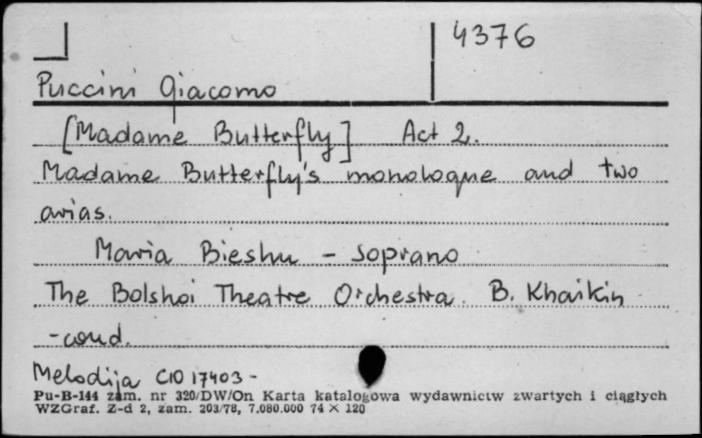 4376
Puccini Giacomo
[Madame Butterfly] Act 2.
Madame Butterfly's monologue and two
arias.
Maria Bieshu - soprano
The Bolshoi Theatre Orchestra. B. Khaikin
-cond.
Melodija C10 17403 -
Pu-B-144 zam. nr 320/DW/On Karta katalogowa wydawnictw zwartych i ciągłych
WZGraf. Z-d 2, zam. 203/78, 7.080.000 74 × 120